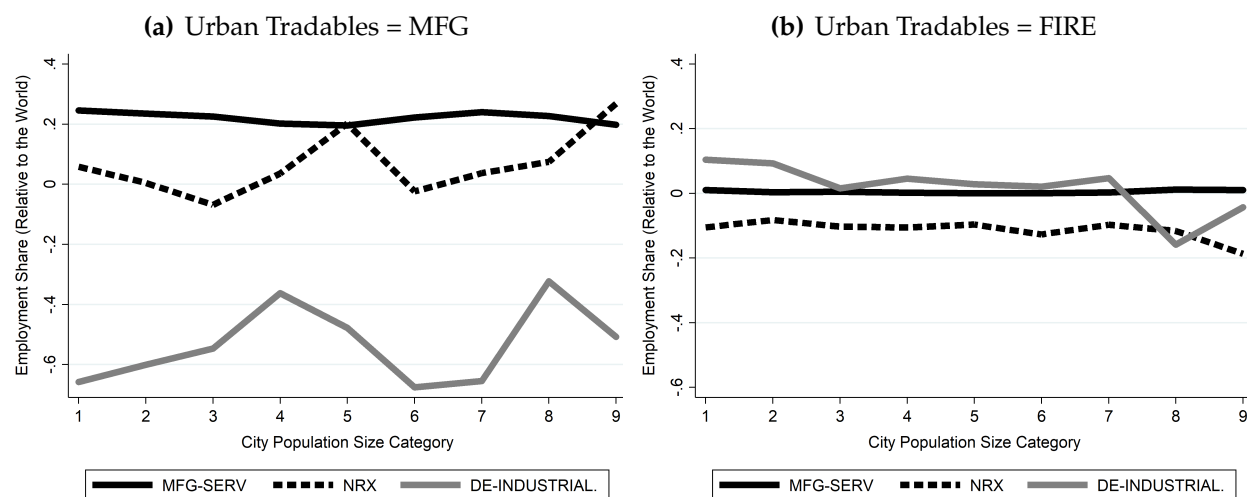 (a) Urban Tradables = MFG
Employment Share (Relative to the World)
.4
.2
0
-.2
-.4
-.6
1 2 3 4 5 6 7 8 9
City Population Size Category
MFG-SERV NRX DE-INDUSTRIAL.
(b) Urban Tradables = FIRE
Employment Share (Relative to the World)
.4
.2
0
-.2
-.4
-.6
1 2 3 4 5 6 7 8 9
City Population Size Category
MFG-SERV NRX DE-INDUSTRIAL.